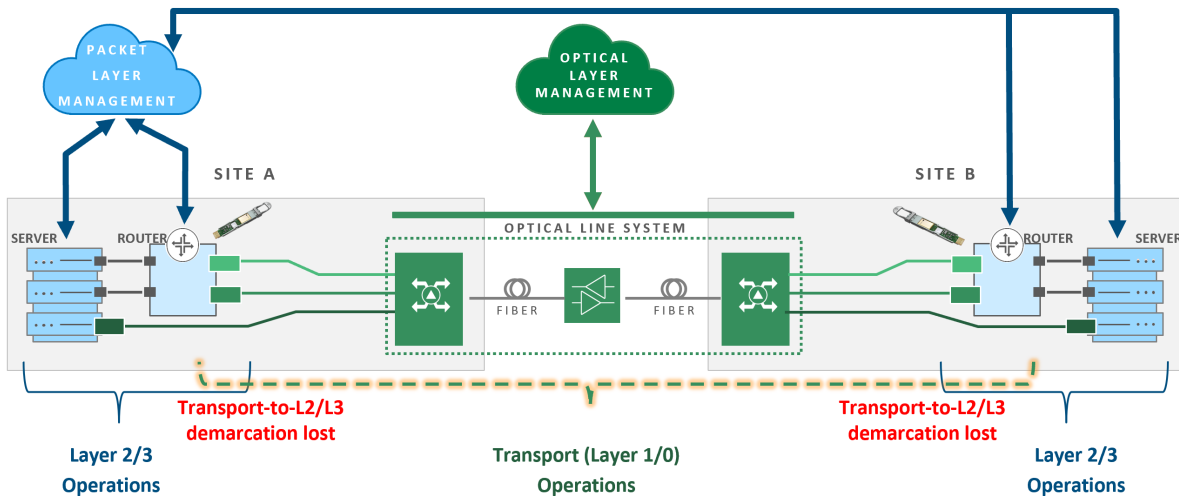 PACKET
LAYER
MANAGEMENT
OPTICAL
LAYER
MANAGEMENT
SITE A
SITE B
SERVER
ROUTER
OPTICAL LINE SYSTEM
ROUTER
SERVER
FIBER
FIBER
Transport-to-L2/L3
demarcation lost
Transport-to-L2/L3
demarcation lost
Layer 2/3
Operations
Transport (Layer 1/0)
Operations
Layer 2/3
Operations